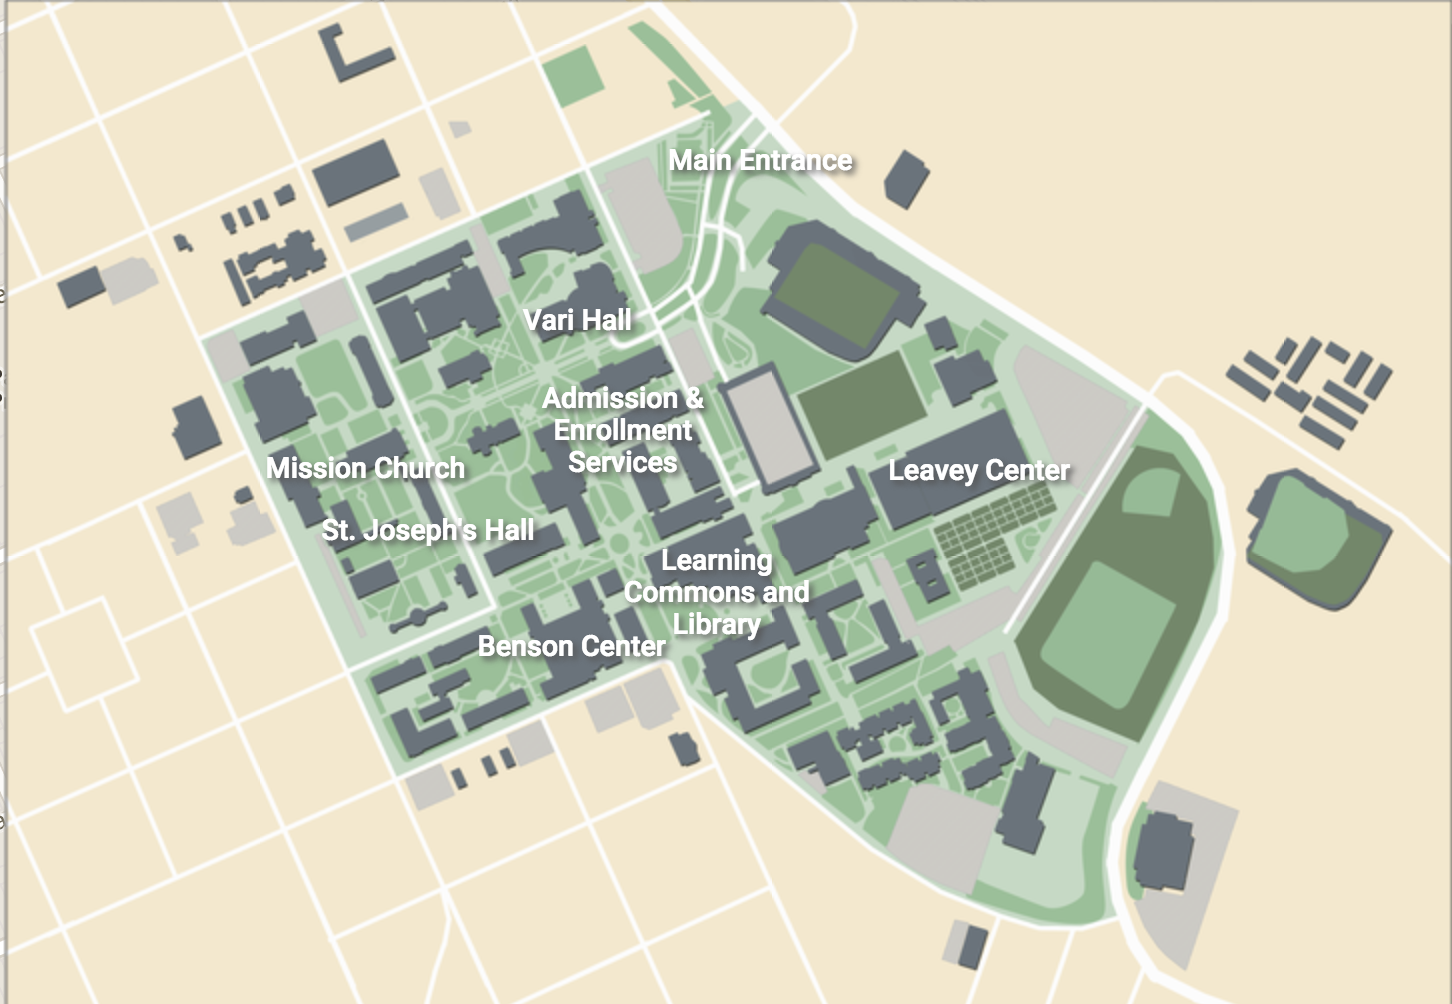 Main Entrance
Vari Hall
Admission &
Enrollment
Services
Mission Church
Leavey Center
St. Joseph's Hall
Learning
Commons and
Library
Benson Center